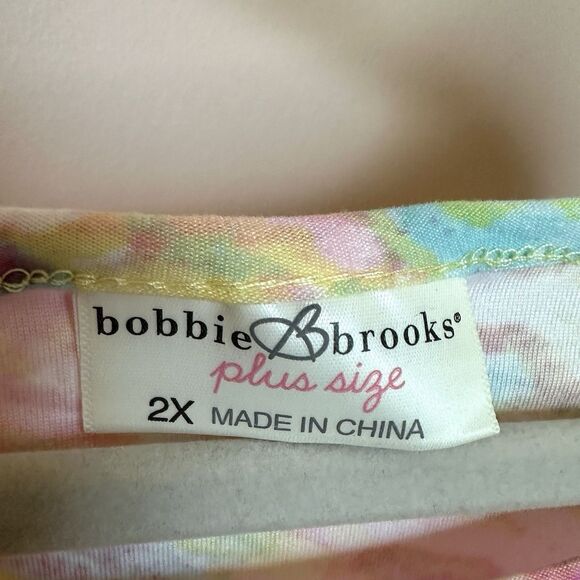 bobbie B brooks®
plus size
2X MADE IN CHINA